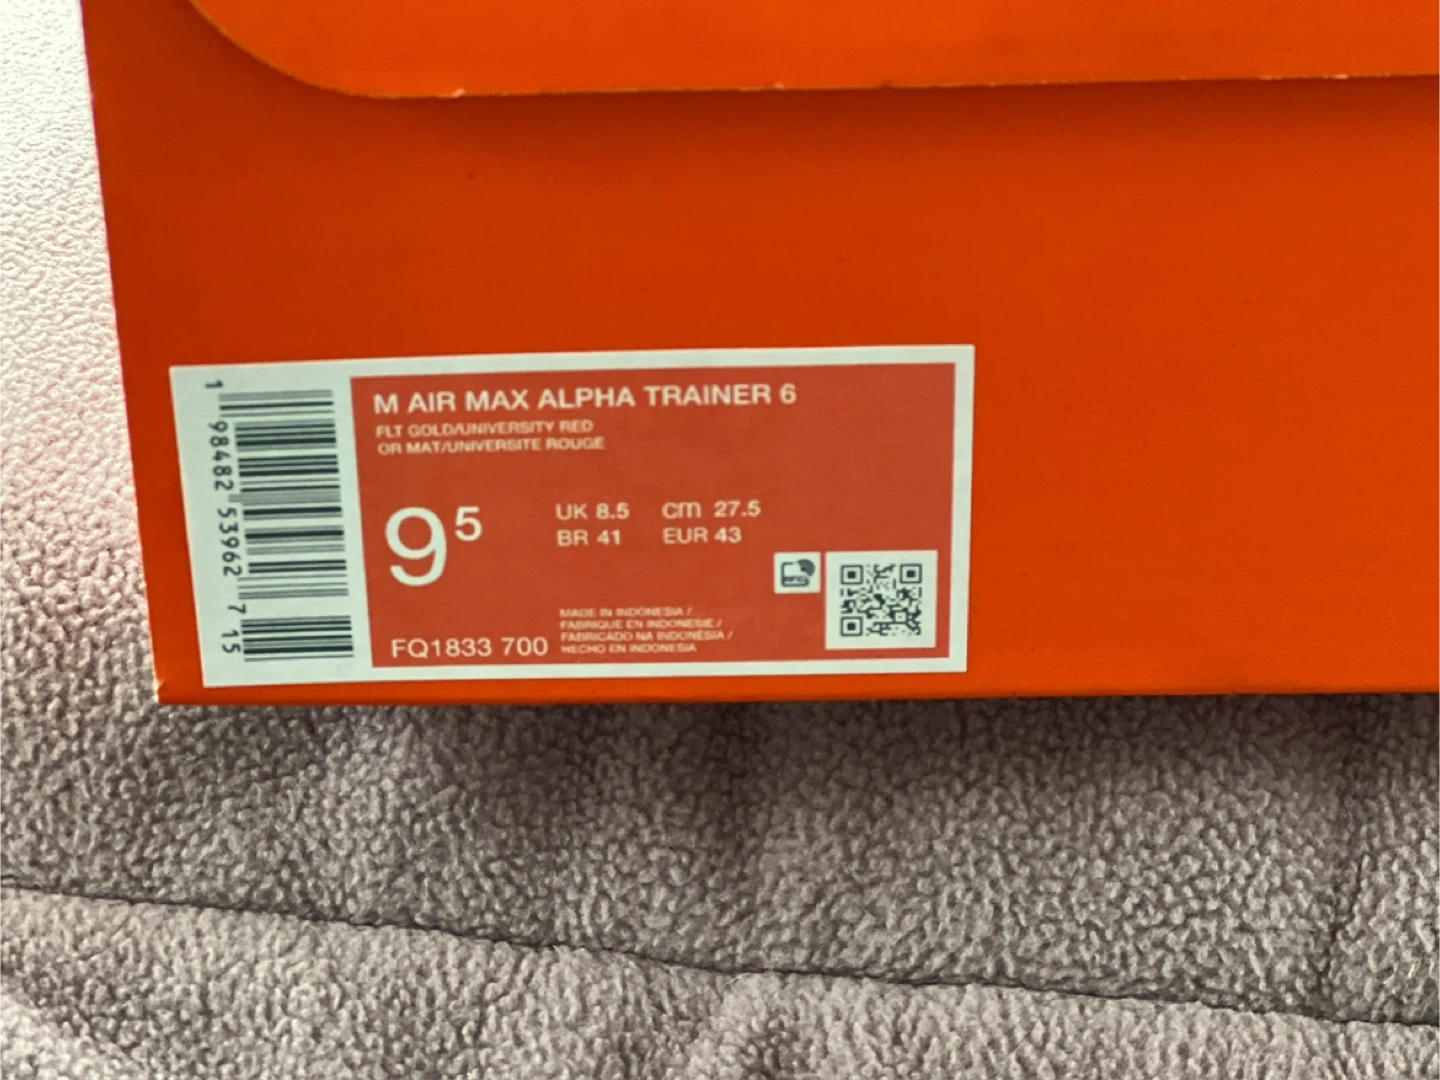 M AIR MAX ALPHA TRAINER 6
FLT GOLD/UNIVERSITY RED
OR MAT/UNIVERSITE ROUGE
9 5
UK 8.5 cm 27.5
BR 41 EUR 43
MADE IN INDONESIA /
FABRIQUE EN INDONESIE /
FABRICADO NA INDONÉSIA /
HECHO EN INDONESIA
FQ1833 700
1 98482 53962 7 15